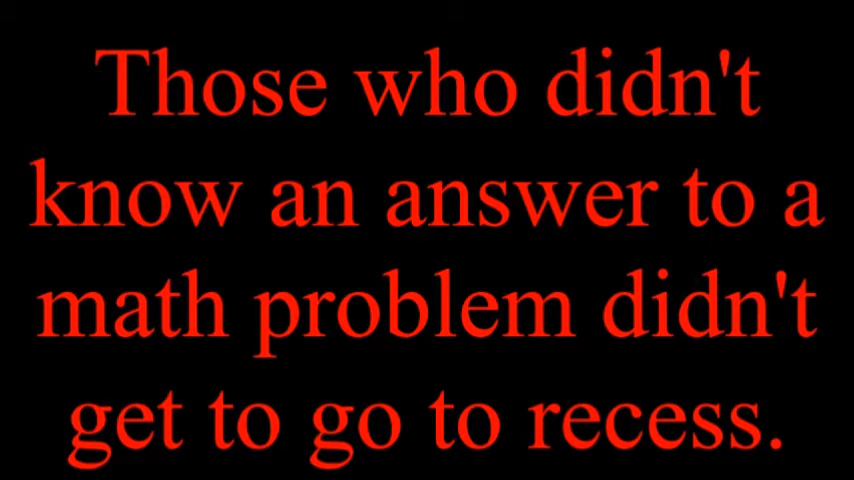 Those who didn't
know an answer to a
math problem didn't
get to go to recess.